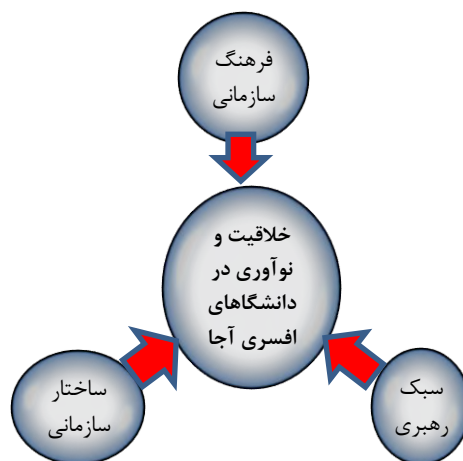 فرهنگ
سازمانی
خلاقیت و
نوآوری در
دانشگاهای
افسری آجا
سبک
رهبری
ساختار
سازمانی